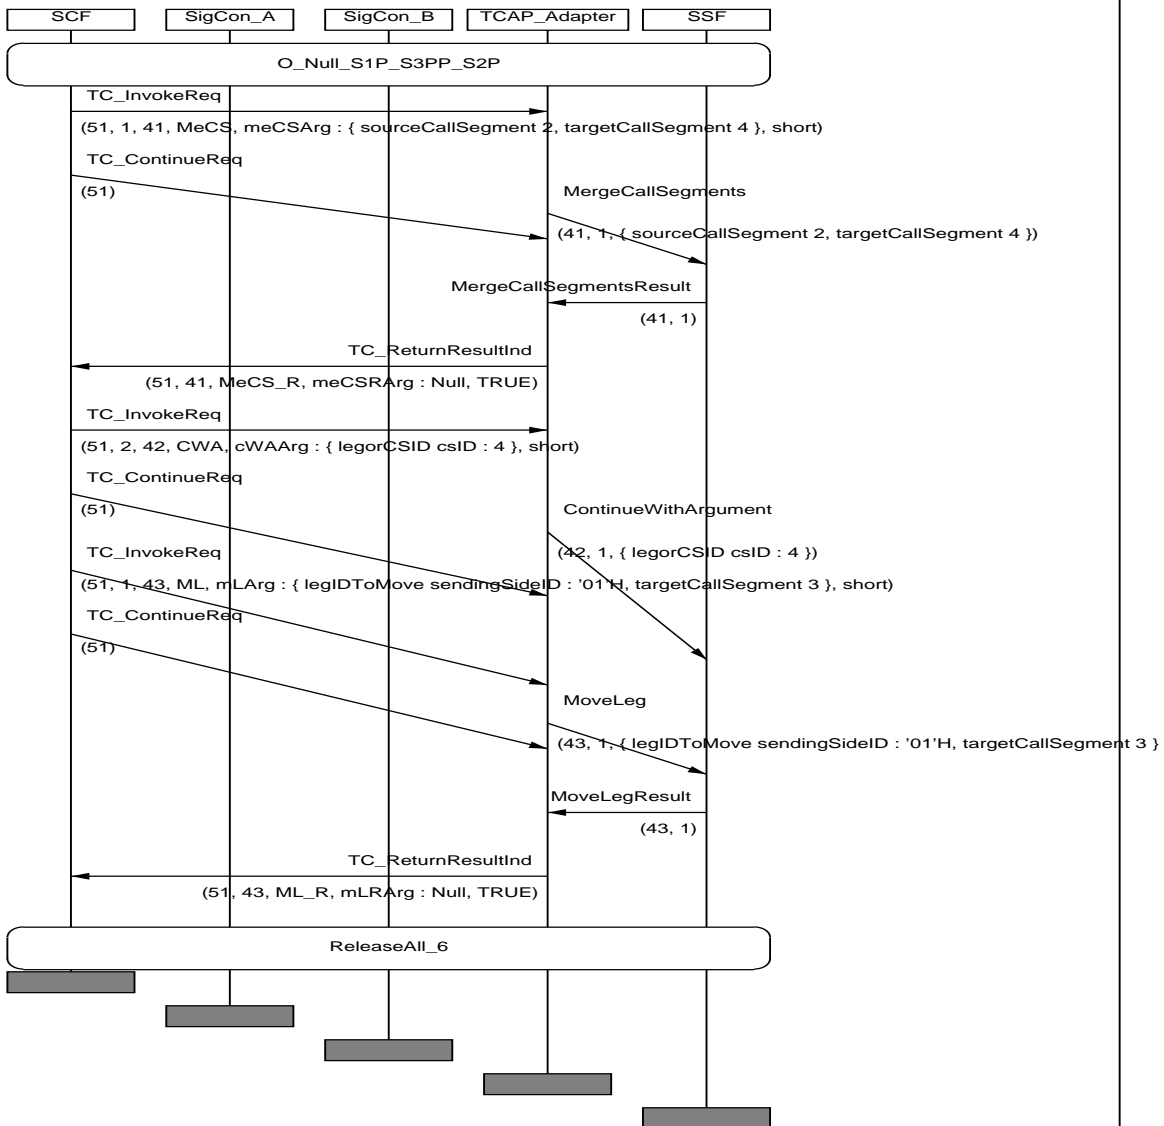 SCF SigCon_A SigCon_B TCAP_Adapter SSF
O_Null_S1P_S3PP_S2P
TC_InvokeReq
(51, 1, 41, MeCS, meCSArg : { sourceCallSegment 2, targetCallSegment 4 }, short)
TC_ContinueReq
(51)
MergeCallSegments
(41, 1, { sourceCallSegment 2, targetCallSegment 4 })
MergeCallSegmentsResult
(41, 1)
TC_ReturnResultInd
(51, 41, MeCS_R, meCSRArg : Null, TRUE)
TC_InvokeReq
(51, 2, 42, CWA, cWAArg : { legorCSID csID : 4 }, short)
TC_ContinueReq
(51)
ContinueWithArgument
(42, 1, { legorCSID csID : 4 })
TC_InvokeReq
(51, 1, 43, ML, mLArg : { legIDToMove sendingSideID : '01'H, targetCallSegment 3 }, short)
TC_ContinueReq
(51)
MoveLeg
(43, 1, { legIDToMove sendingSideID : '01'H, targetCallSegment 3 }
MoveLegResult
(43, 1)
TC_ReturnResultInd
(51, 43, ML_R, mLRArg : Null, TRUE)
ReleaseAll_6